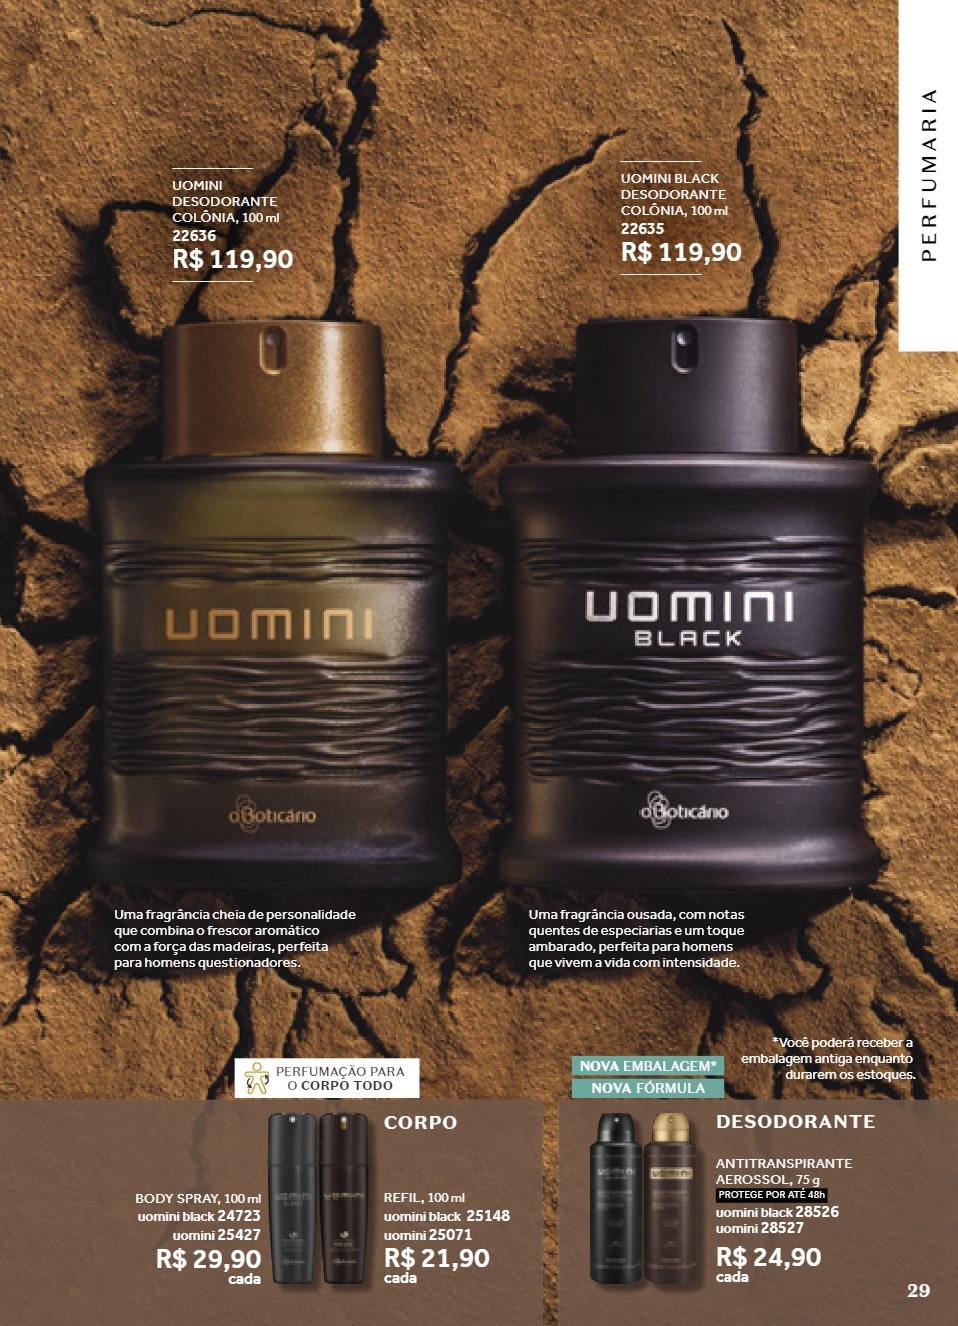 PERFUMARIA
UOMINI
DESODORANTE
COLÔNIA, 100 ml
22636
R$ 119,90
UOMINI BLACK
DESODORANTE
COLÔNIA, 100 ml
22635
R$ 119,90
UOMINI
oBoticário
UOMINI
BLACK
oBoticário
Uma fragrância cheia de personalidade
que combina o frescor aromático
com a força das madeiras, perfeita
para homens questionadores.
Uma fragrância ousada, com notas
quentes de especiarias e um toque
ambarado, perfeita para homens
que vivem a vida com intensidade.
*Você poderá receber a
embalagem antiga enquanto
durarem os estoques.
PERFUMAÇÃO PARA
O CORPO TODO
CORPO
BODY SPRAY, 100 ml
uomini black 24723
uomini 25427
R$ 29,90
cada
UOMINI
BLACK
UOMINI
REFIL, 100 ml
uomini black 25148
uomini 25071
R$ 21,90
cada
NOVA EMBALAGEM*
NOVA FÓRMULA
UOMINI
BLACK
UOMINI
DESODORANTE
ANTITRANSPIRANTE
AEROSSOL, 75 g
PROTEGE POR ATÉ 48h
uomini black 28526
uomini 28527
R$ 24,90
cada
29